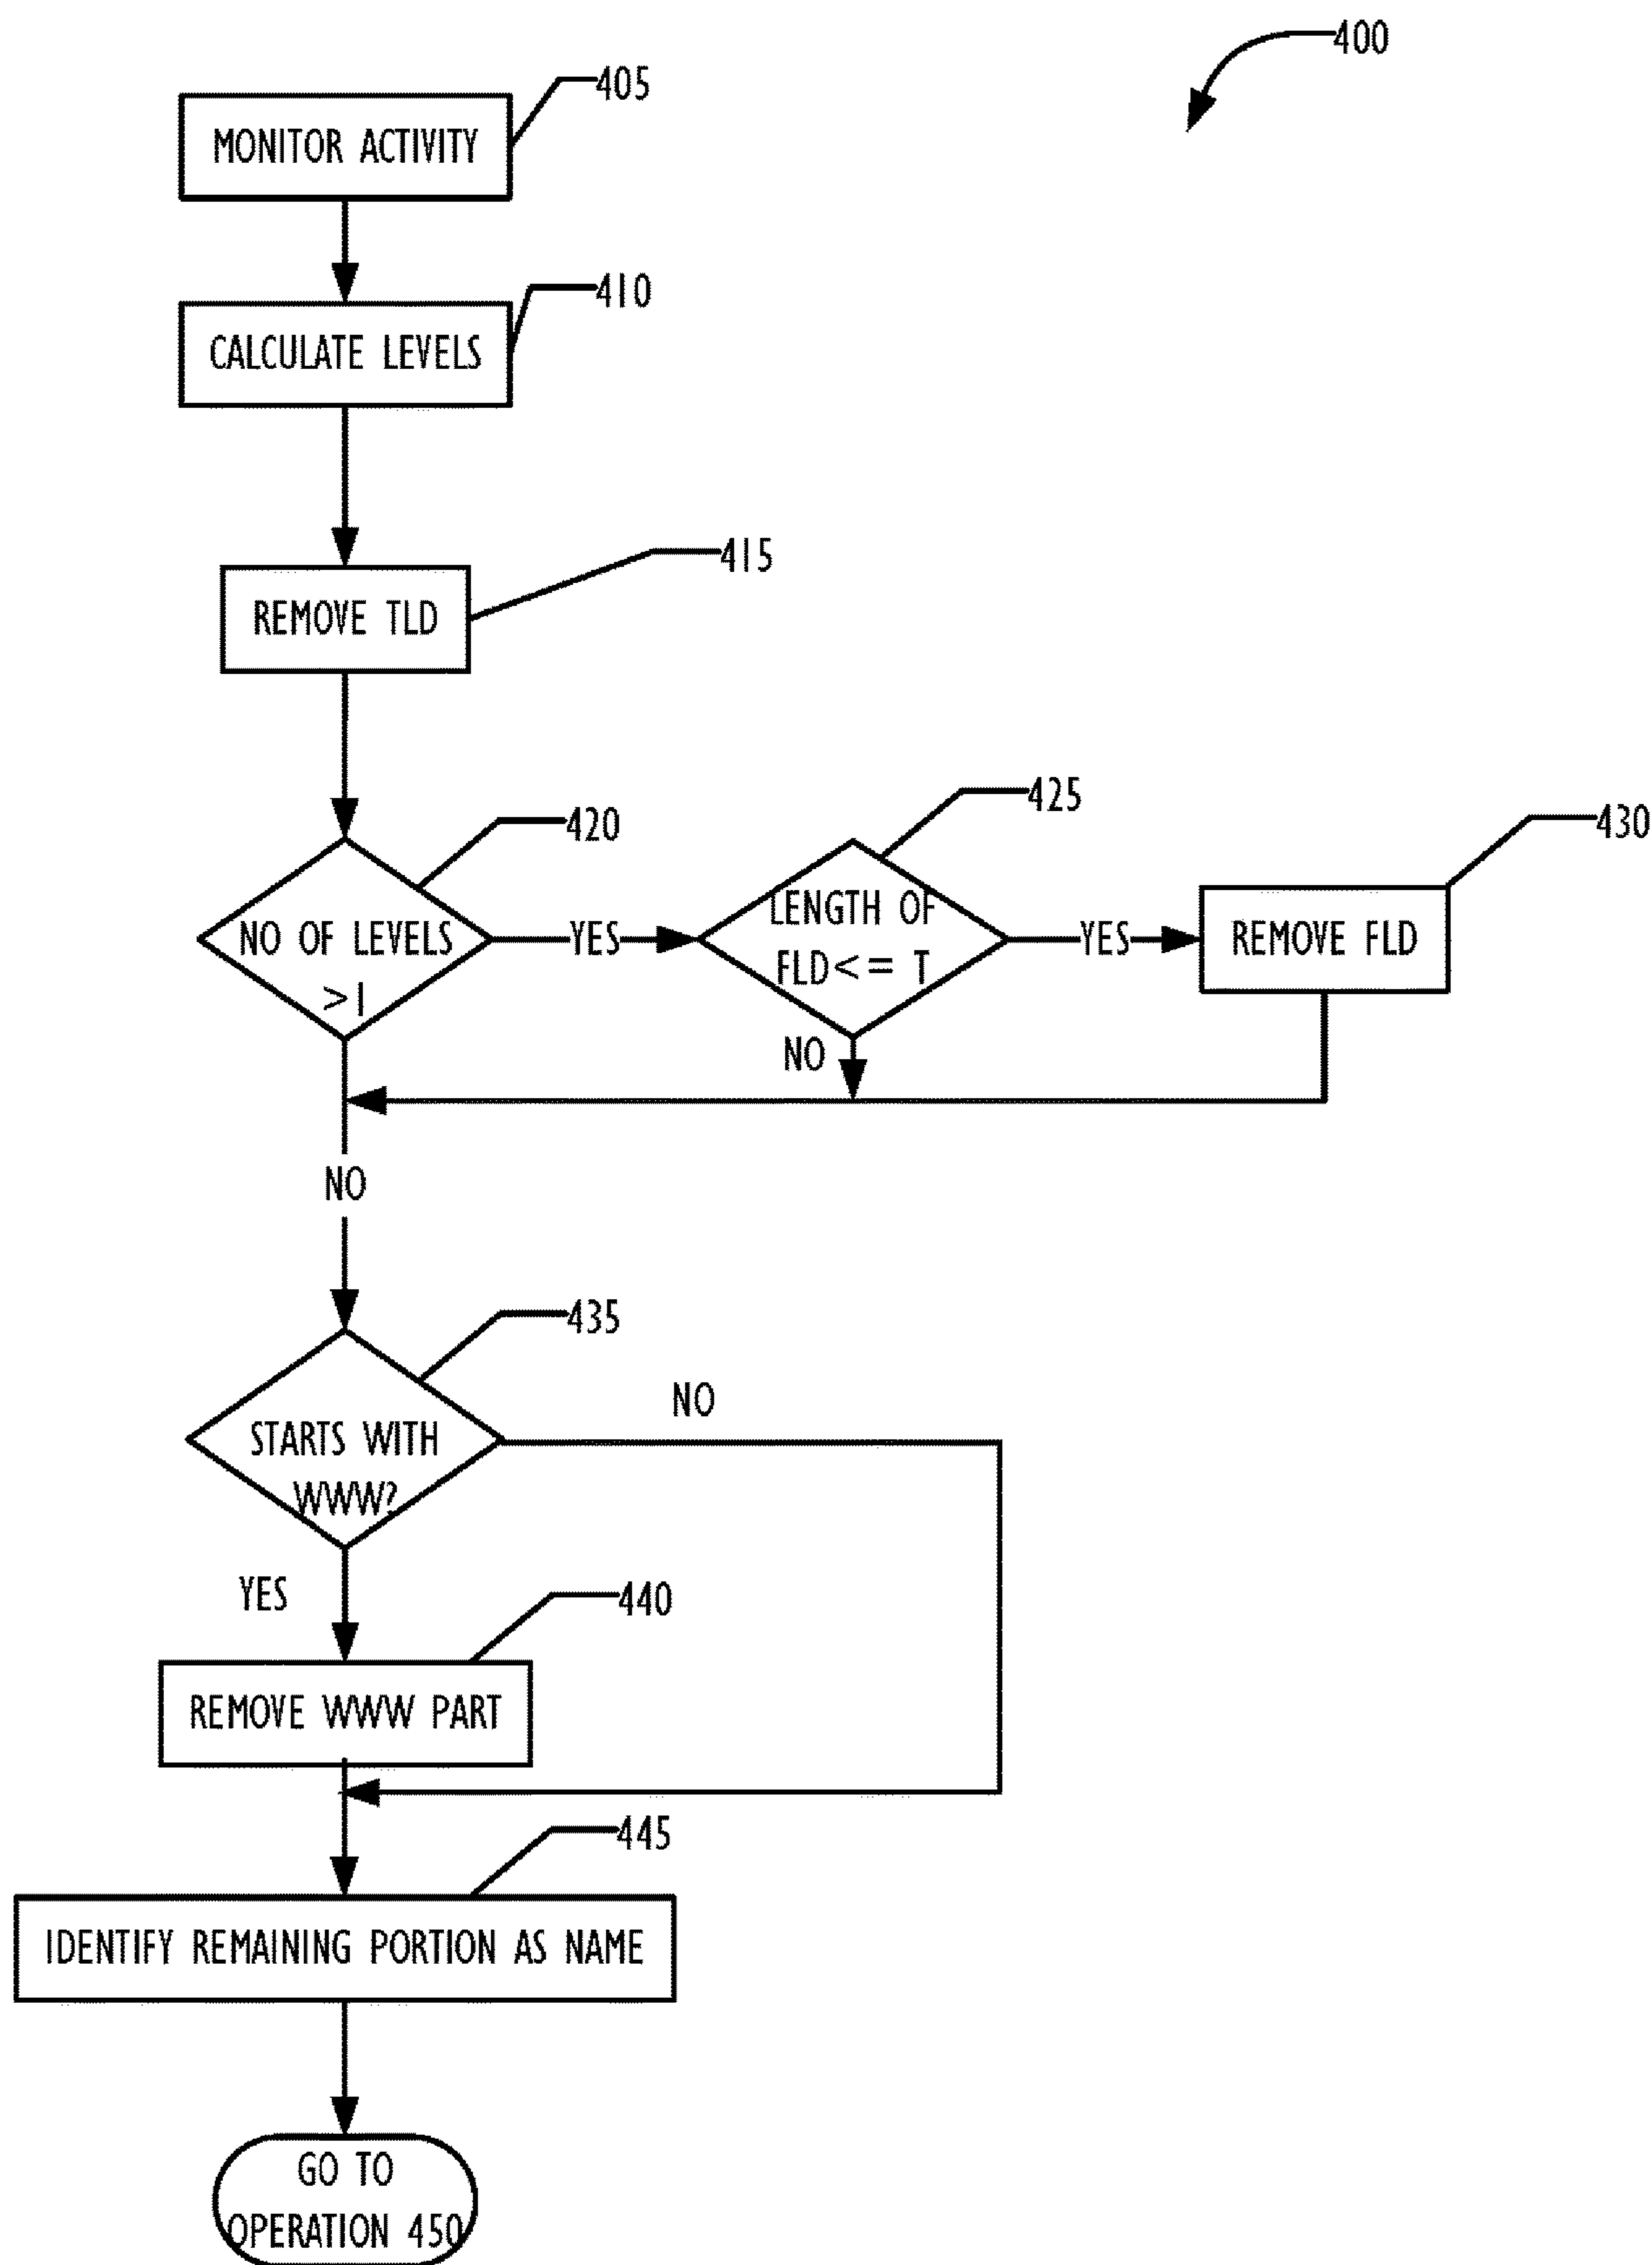 400
405
MONITOR ACTIVITY
410
CALCULATE LEVELS
415
REMOVE TLD
420
NO OF LEVELS
>1
YES
425
LENGTH OF
FLD<= T
YES
430
REMOVE FLD
NO
NO
435
STARTS WITH
WWW?
NO
YES
440
REMOVE WWW PART
445
IDENTIFY REMAINING PORTION AS NAME
GO TO
OPERATION 450